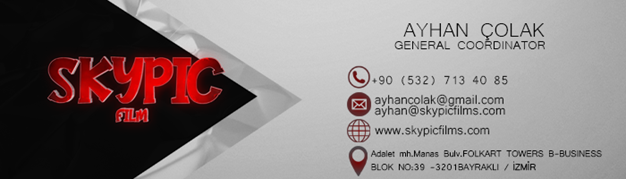 SKYPIC
FILM
AYHAN ÇOLAK
GENERAL COORDINATOR
+90 (532) 713 40 85
ayhancolak@gmail.com
ayhan@skypicfilms.com
www.skypicfilms.com
Adalet mh.Manas Bulv.FOLKART TOWERS B-BUSINESS
BLOK NO:39 -3201BAYRAKLI / İZMİR